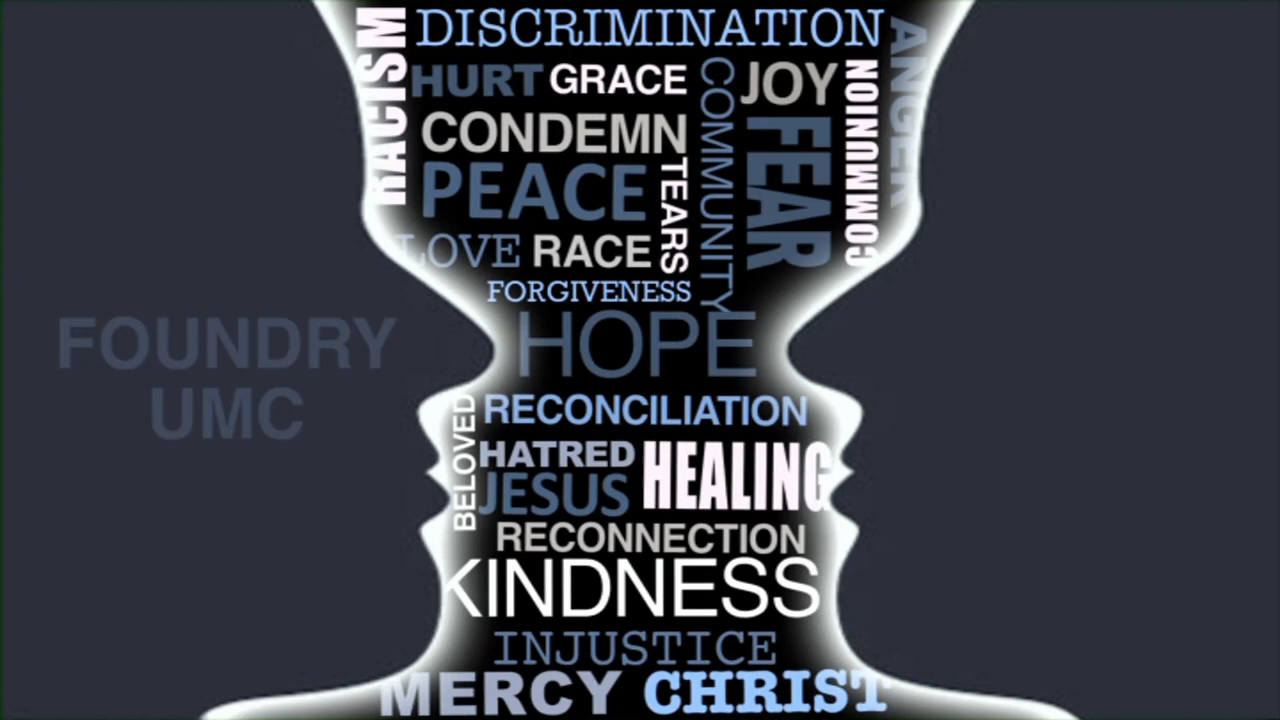 RACISM
DISCRIMINATION
ANGER
HURT GRACE
COMMUNITY
JOY
COMMUNION
CONDEMN
FEAR
PEACE
TEARS
LOVE RACE
FORGIVENESS
HOPE
FOUNDRY
UMC
BELOVED
RECONCILIATION
HATRED
HEALING
JESUS
RECONNECTION
KINDNESS
INJUSTICE
MERCY CHRIST